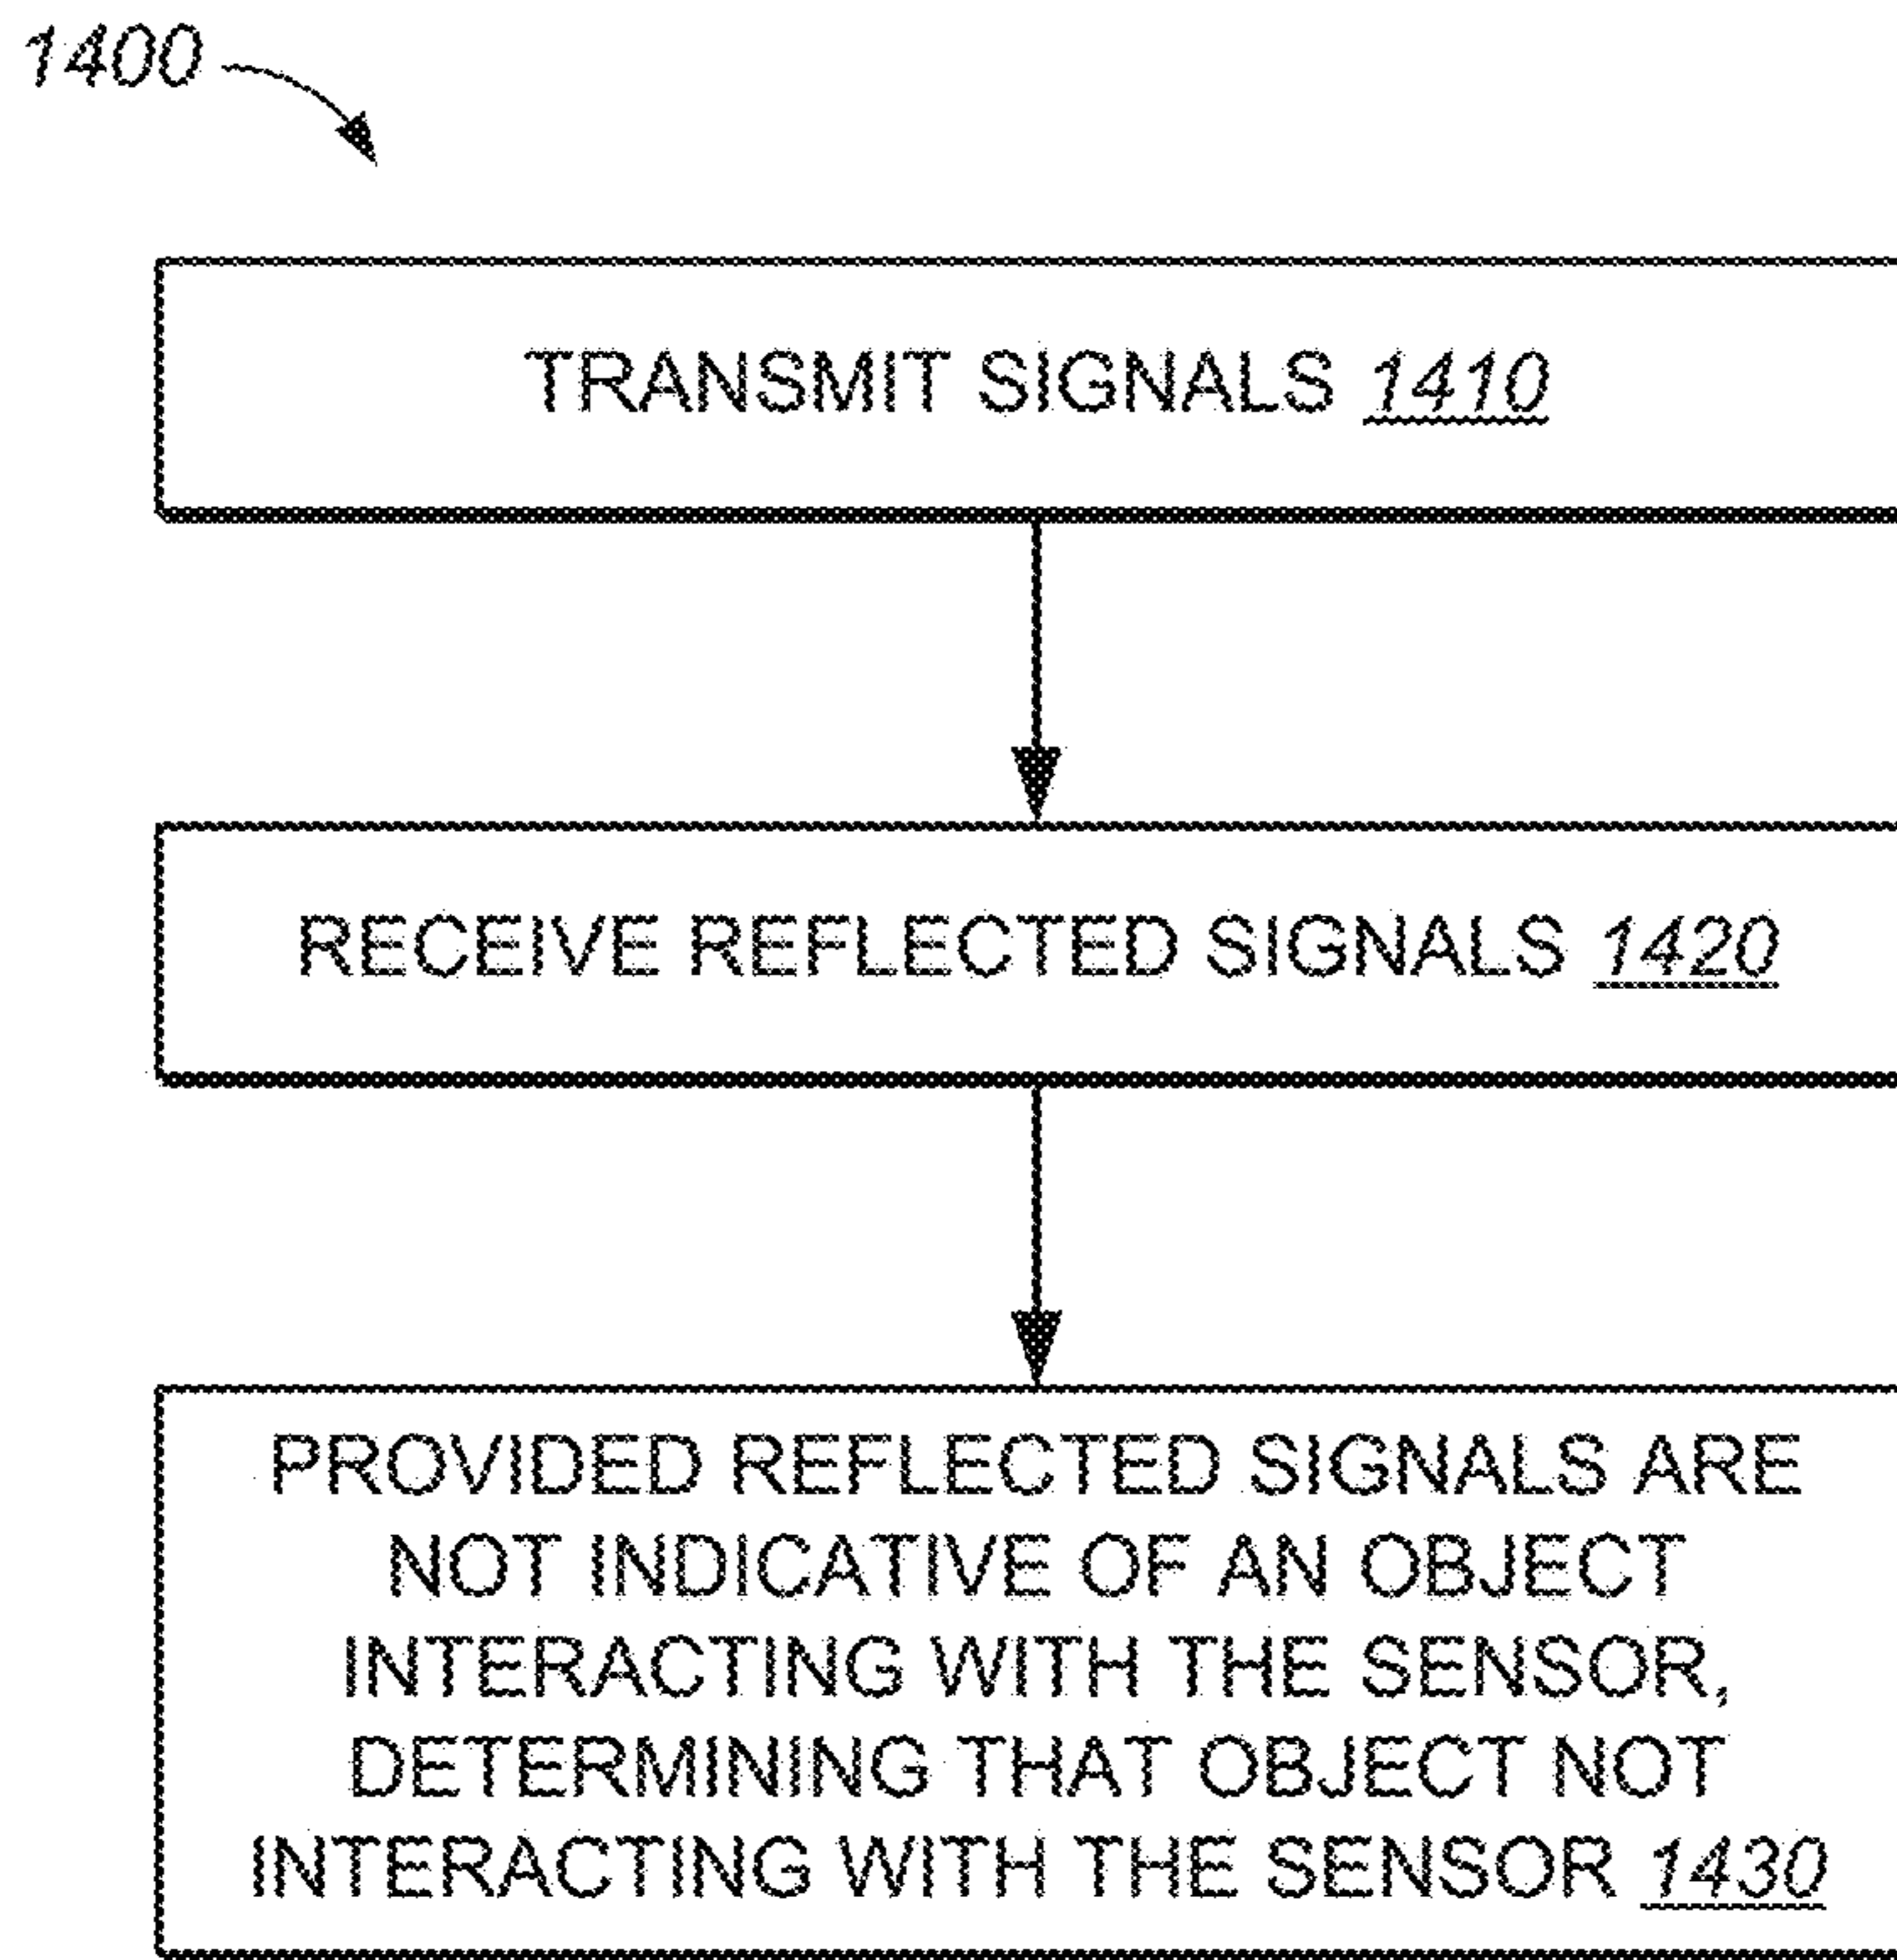 1400
TRANSMIT SIGNALS 1410
RECEIVE REFLECTED SIGNALS 1420
PROVIDED REFLECTED SIGNALS ARE
NOT INDICATIVE OF AN OBJECT
INTERACTING WITH THE SENSOR,
DETERMINING THAT OBJECT NOT
INTERACTING WITH THE SENSOR 1430